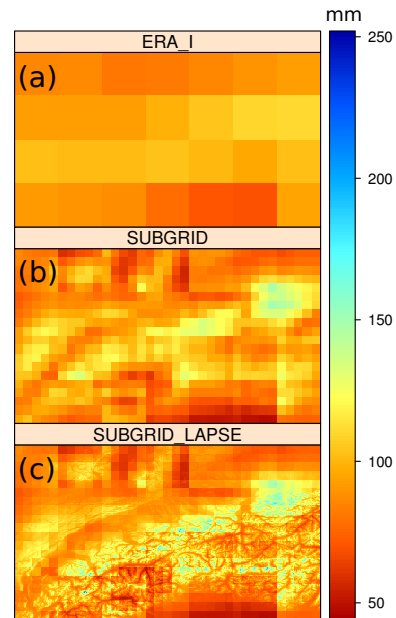 mm
ERA_I
(a)
250
200
SUBGRID
(b)
150
SUBGRID_LAPSE
(c)
100
50